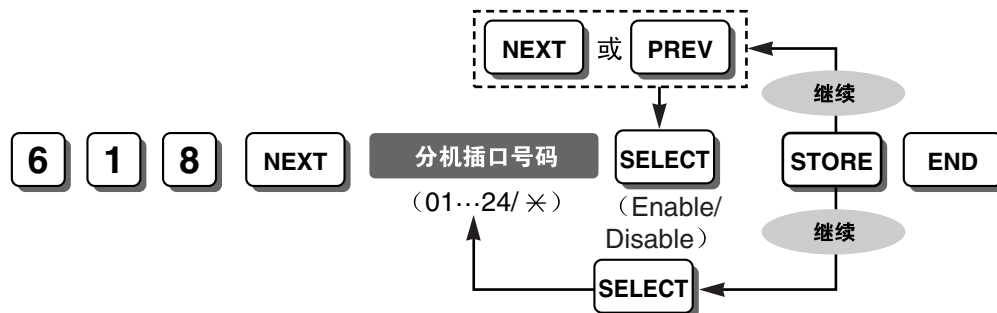 NEXT 或 PREV
继续
6 1 8 NEXT 分机插口号码 SELECT STORE END
（01…24/ ✳︎）
（Enable/
Disable）
继续
SELECT